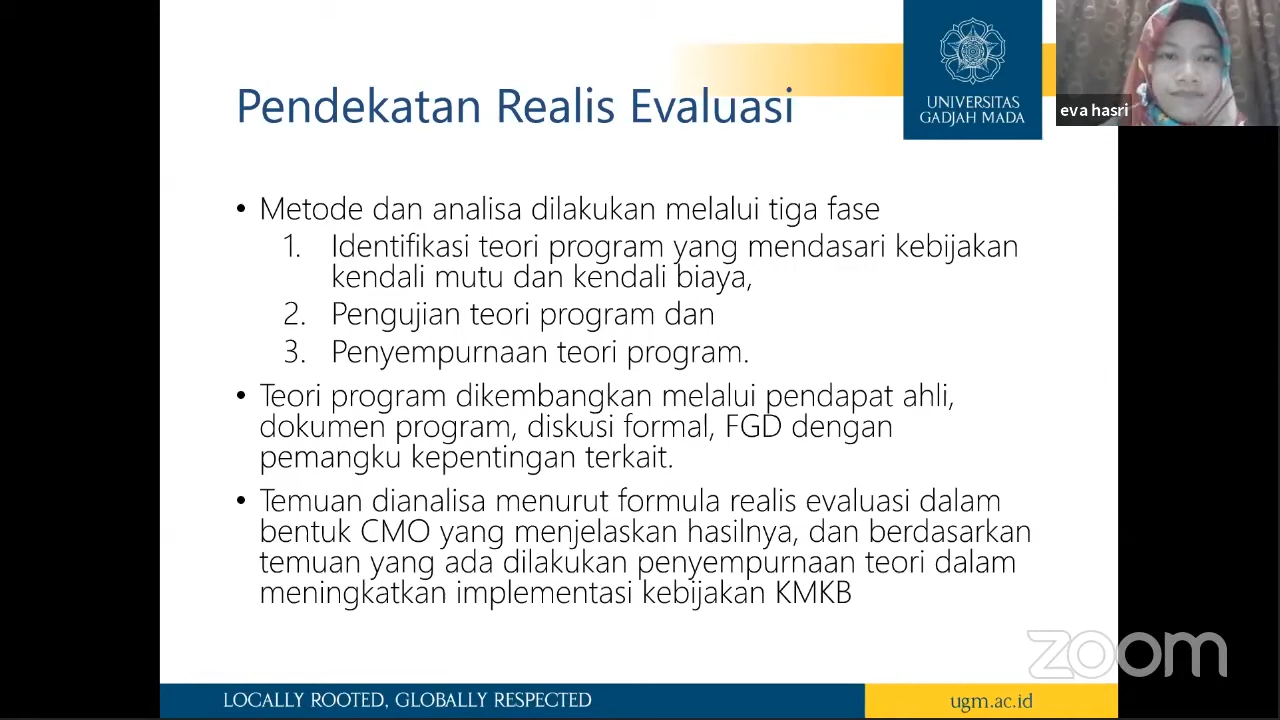 Pendekatan Realis Evaluasi
UNIVERSITAS
GADJAH MADA
eva hasri
• Metode dan analisa dilakukan melalui tiga fase
1. Identifikasi teori program yang mendasari kebijakan
kendali mutu dan kendali biaya,
2. Pengujian teori program dan
3. Penyempurnaan teori program.
• Teori program dikembangkan melalui pendapat ahli,
dokumen program, diskusi formal, FGD dengan
pemangku kepentingan terkait.
• Temuan dianalisa menurut formula realis evaluasi dalam
bentuk CMO yang menjelaskan hasilnya, dan berdasarkan
temuan yang ada dilakukan penyempurnaan teori dalam
meningkatkan implementasi kebijakan KMKB
zoom
LOCALLY ROOTED, GLOBALLY RESPECTED
ugm.ac.id